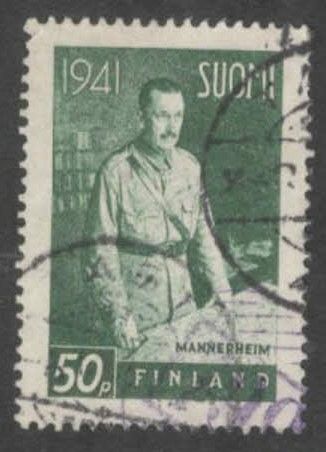 1941 SUOMI
MANNERHEIM
50P FINLAND